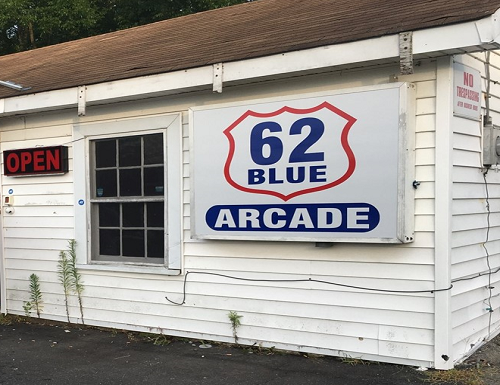 OPEN
62
BLUE
ARCADE
NO
TRESPASSING